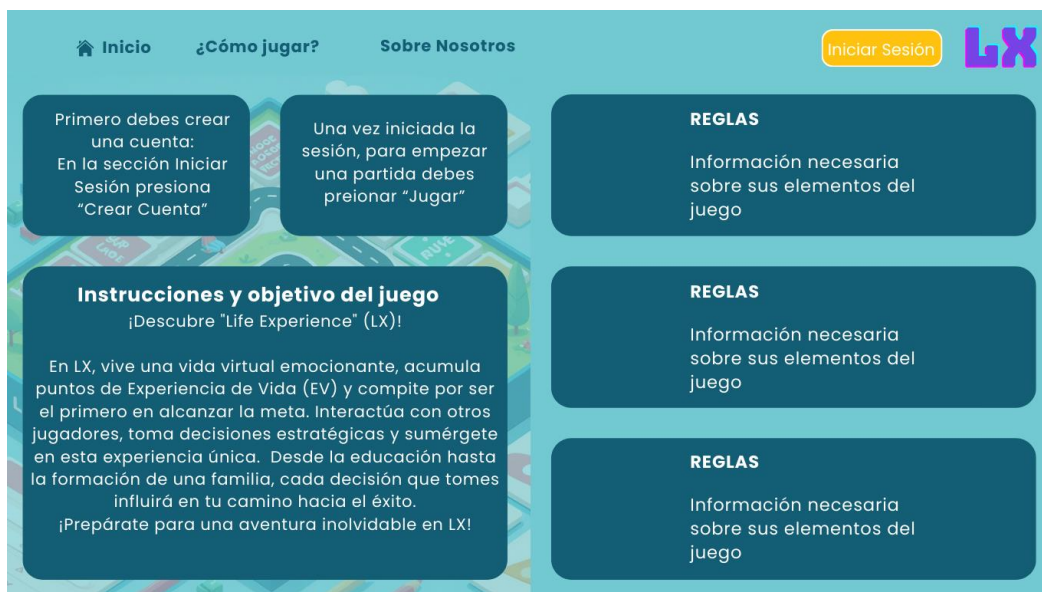 Inicio
¿Cómo jugar?
Sobre Nosotros
Iniciar Sesión
LX
Primero debes crear
una cuenta:
En la sección Iniciar
Sesión presiona
“Crear Cuenta”
Una vez iniciada la
sesión, para empezar
una partida debes
preionar “Jugar”
Instrucciones y objetivo del juego
¡Descubre "Life Experience" (LX)!
En LX, vive una vida virtual emocionante, acumula
puntos de Experiencia de Vida (EV) y compite por ser
el primero en alcanzar la meta. Interactúa con otros
jugadores, toma decisiones estratégicas y sumérgete
en esta experiencia única.  Desde la educación hasta
la formación de una familia, cada decisión que tomes
influirá en tu camino hacia el éxito.
¡Prepárate para una aventura inolvidable en LX!
REGLAS
Información necesaria
sobre sus elementos del
juego
REGLAS
Información necesaria
sobre sus elementos del
juego
REGLAS
Información necesaria
sobre sus elementos del
juego